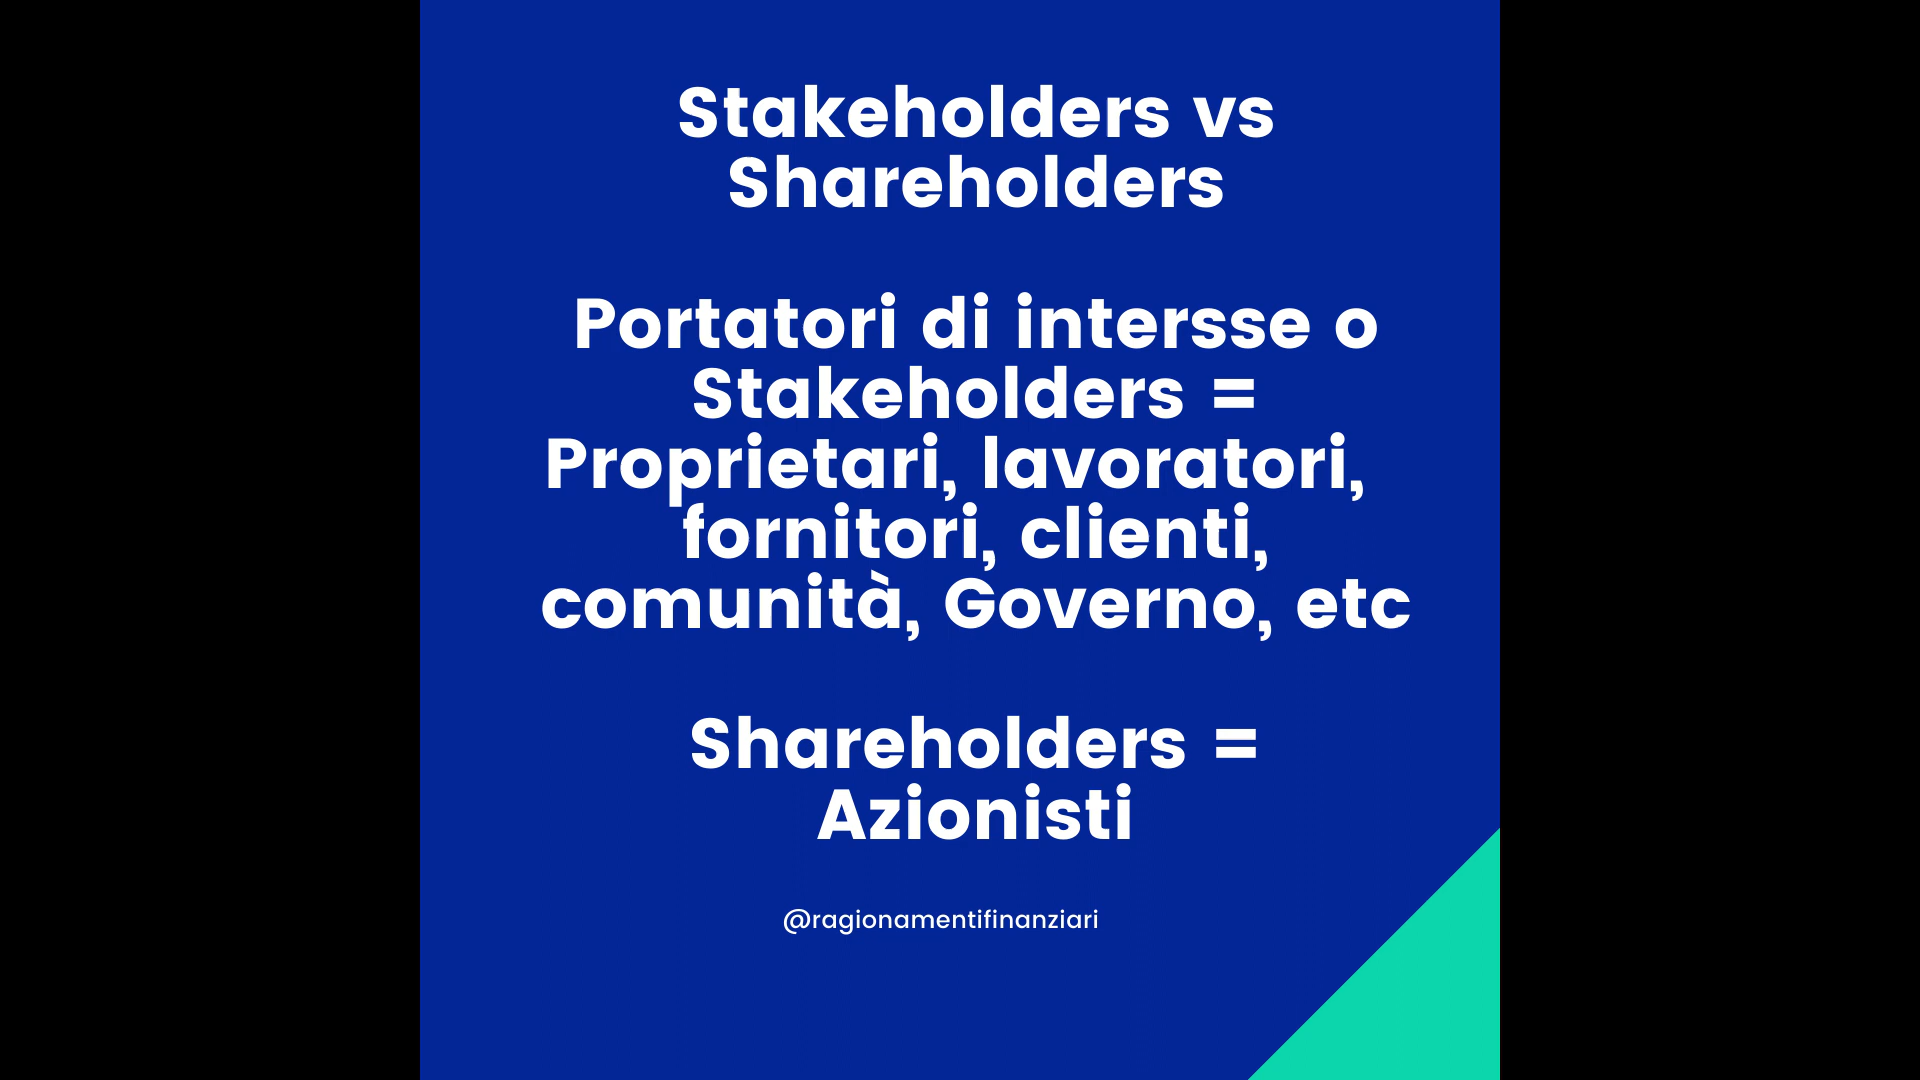 Stakeholders vs
Shareholders
Portatori di intersse o
Stakeholders =
Proprietari, lavoratori,
fornitori, clienti,
comunità, Governo, etc
Shareholders =
Azionisti
@ragionamentifinanziari